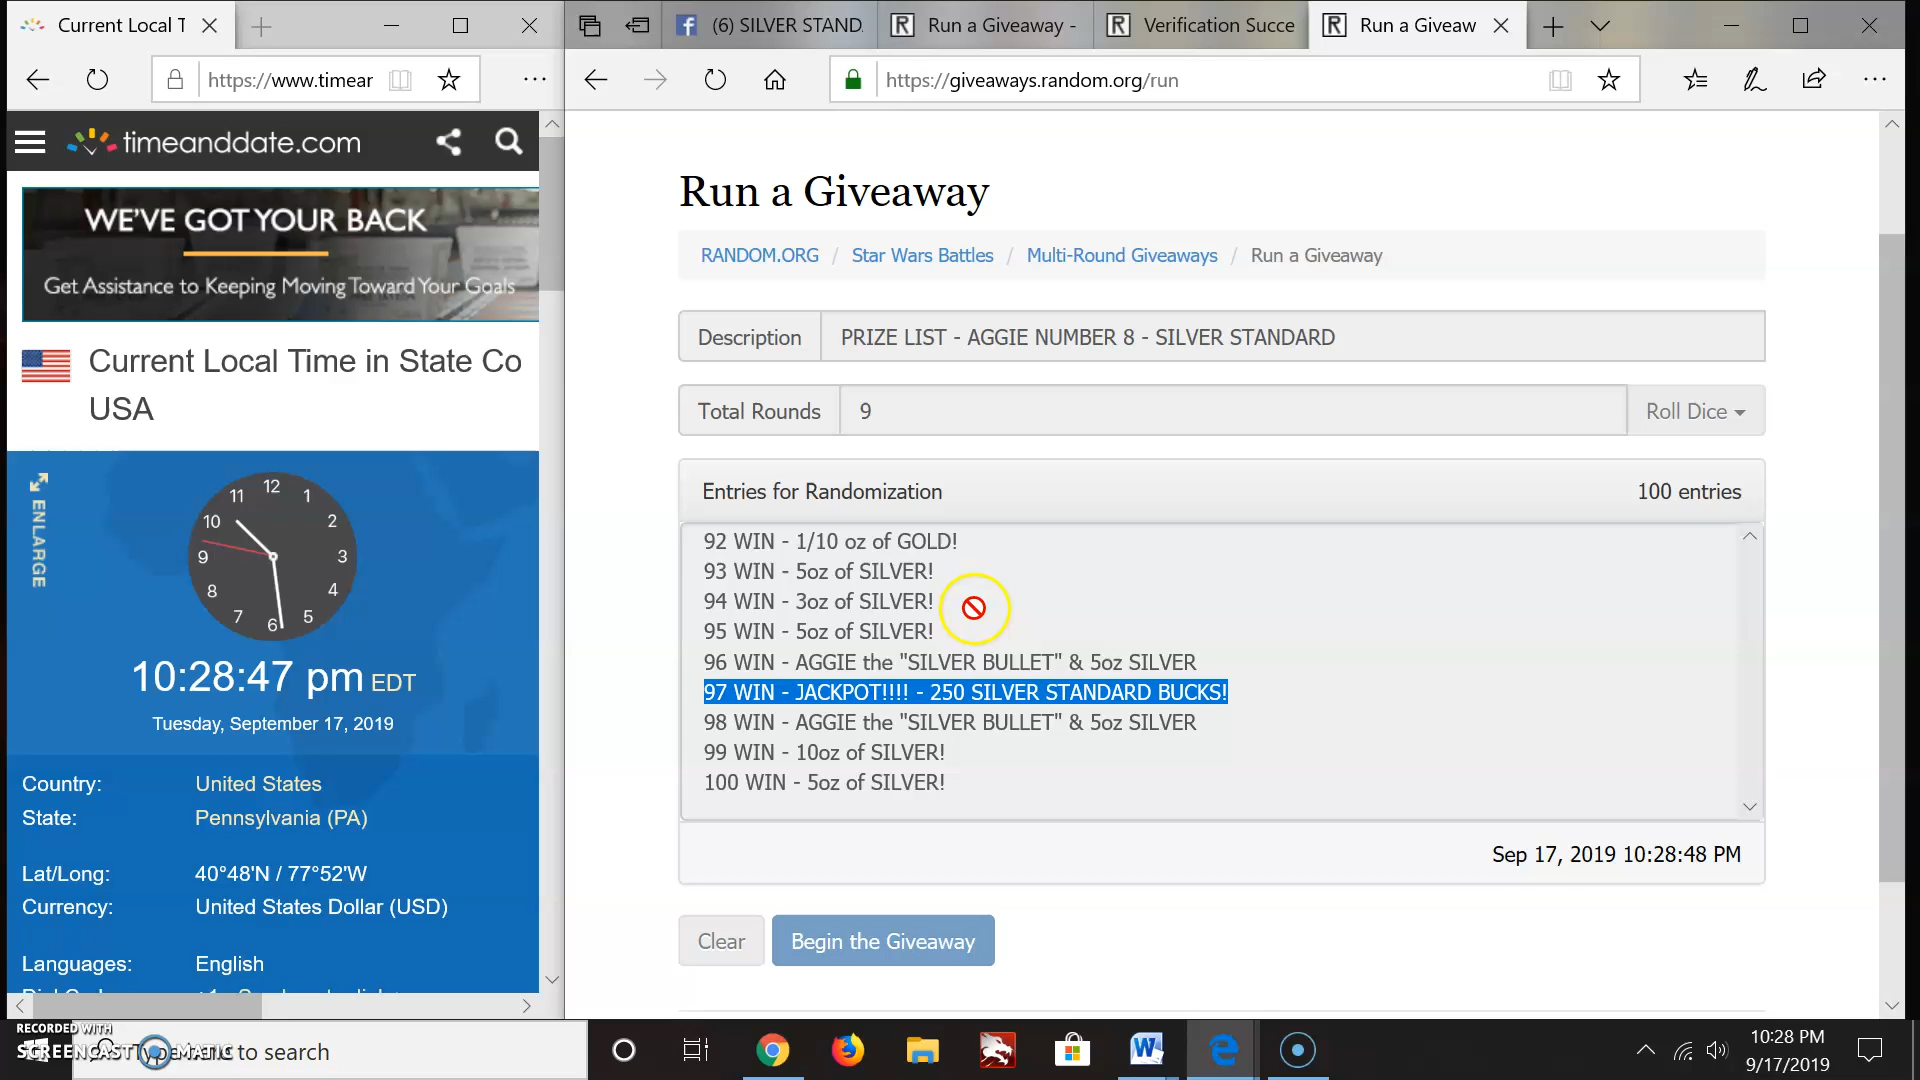 Current Local T
https://www.timear
timeanddate.com
WE'VE GOT YOUR BACK
Get Assistance to Keeping Moving Toward Your Goals
Current Local Time in State Co
USA
ENLARGE
12
1
2
3
4
5
6
7
8
9
10
11
10:28:47 pm EDT
Tuesday, September 17, 2019
Country: United States
State: Pennsylvania (PA)
Lat/Long: 40°48'N / 77°52'W
Currency: United States Dollar (USD)
Languages: English
(6) SILVER STAND
Run a Giveaway -
Verification Succe
Run a Giveaw
https://giveaways.random.org/run
Run a Giveaway
RANDOM.ORG / Star Wars Battles / Multi-Round Giveaways / Run a Giveaway
Description PRIZE LIST - AGGIE NUMBER 8 - SILVER STANDARD
Total Rounds 9 Roll Dice
Entries for Randomization 100 entries
92 WIN - 1/10 oz of GOLD!
93 WIN - 5oz of SILVER!
94 WIN - 3oz of SILVER!
95 WIN - 5oz of SILVER!
96 WIN - AGGIE the "SILVER BULLET" & 5oz SILVER
97 WIN - JACKPOT!!!! - 250 SILVER STANDARD BUCKS!
98 WIN - AGGIE the "SILVER BULLET" & 5oz SILVER
99 WIN - 10oz of SILVER!
100 WIN - 5oz of SILVER!
Sep 17, 2019 10:28:48 PM
Clear Begin the Giveaway
RECORDED WITH
SCREENCAST MATIC
to search
10:28 PM
9/17/2019